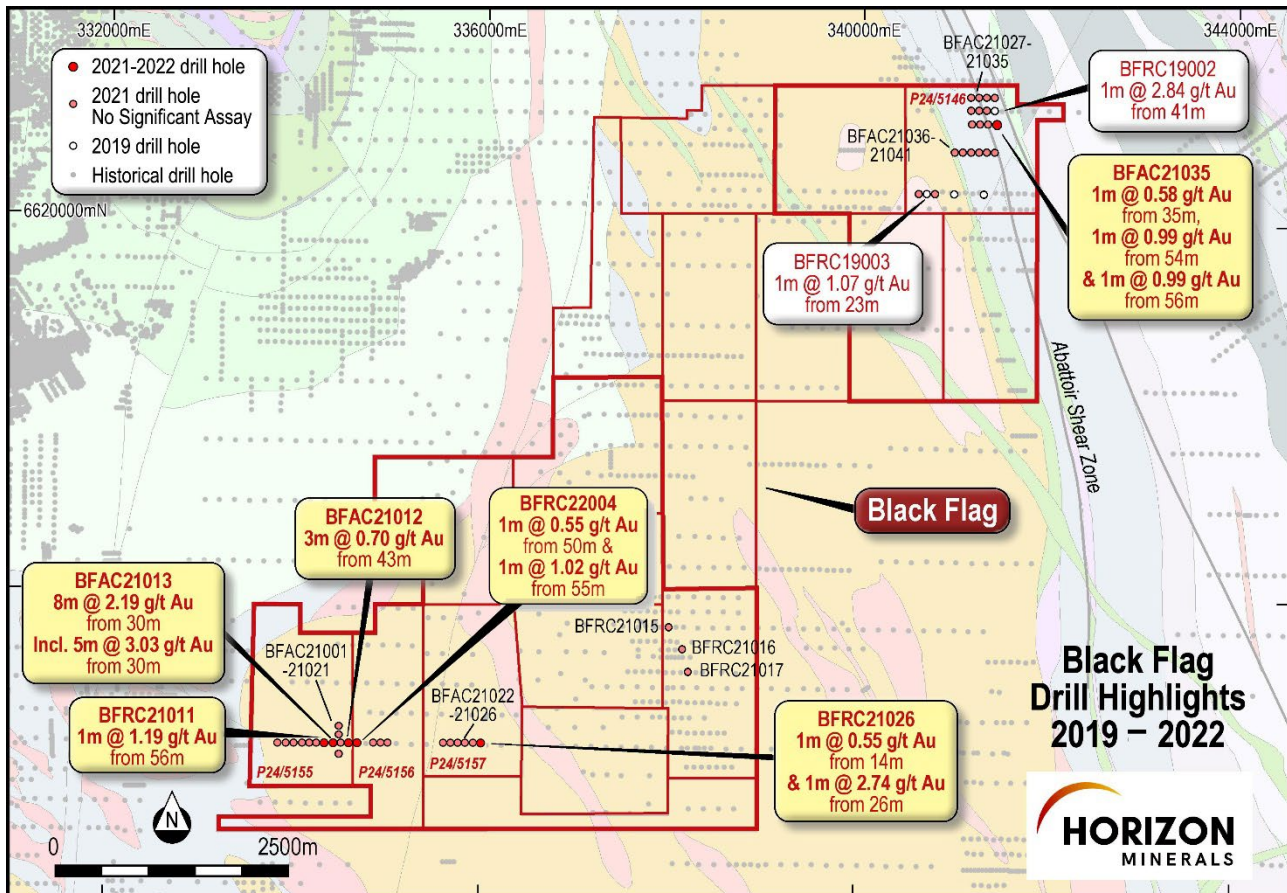 332000mE
336000mE
340000mE
344000mE
2021-2022 drill hole
2021 drill hole
No Significant Assay
2019 drill hole
Historical drill hole
6620000mN
BFAC21027-
21035
P24/5146
BFAC21036-
21041
BFRC19002
1m @ 2.84 g/t Au
from 41m
BFAC21035
1m @ 0.58 g/t Au
from 35m,
1m @ 0.99 g/t Au
from 54m
& 1m @ 0.99 g/t Au
from 56m
BFRC19003
1m @ 1.07 g/t Au
from 23m
Abattoir Shear Zone
Black Flag
BFAC21012
3m @ 0.70 g/t Au
from 43m
BFRC22004
1m @ 0.55 g/t Au
from 50m &
1m @ 1.02 g/t Au
from 55m
BFAC21013
8m @ 2.19 g/t Au
from 30m
Incl. 5m @ 3.03 g/t Au
from 30m
BFAC21001
-21021
BFRC21011
1m @ 1.19 g/t Au
from 56m
BFAC21022
-21026
BFRC21015
BFRC21016
BFRC21017
P24/5155
P24/5156
P24/5157
BFRC21026
1m @ 0.55 g/t Au
from 14m
& 1m @ 2.74 g/t Au
from 26m
Black Flag
Drill Highlights
2019 – 2022
N
0
2500m
HORIZON
MINERALS